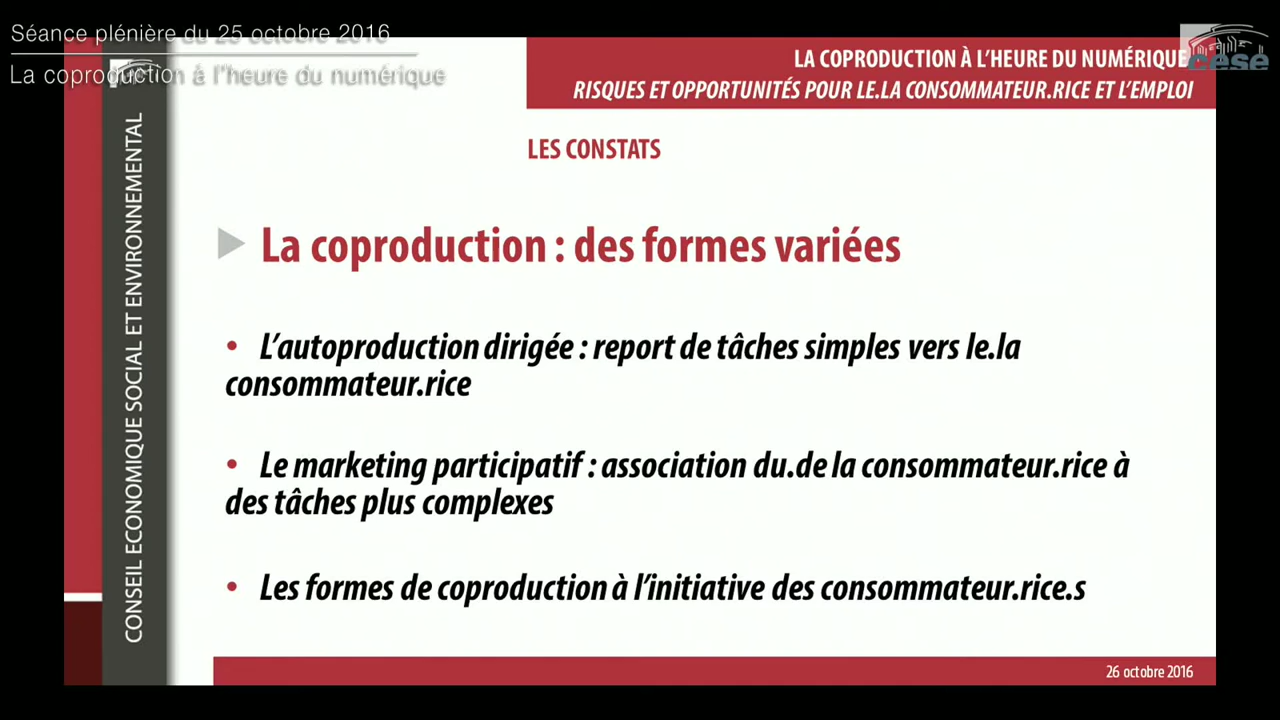 Séance plénière du 25 octobre 2016
La coproduction à l'heure du numérique
cese
LA COPRODUCTION À L'HEURE DU NUMÉRIQUE
RISQUES ET OPPORTUNITÉS POUR LE.LA CONSOMMATEUR.RICE ET L'EMPLOI
CONSEIL ECONOMIQUE SOCIAL ET ENVIRONNEMENTAL
LES CONSTATS
La coproduction : des formes variées
• L'autoproduction dirigée : report de tâches simples vers le.la
consommateur.rice
• Le marketing participatif : association du.de la consommateur.rice à
des tâches plus complexes
• Les formes de coproduction à l'initiative des consommateur.rice.s
26 octobre 2016